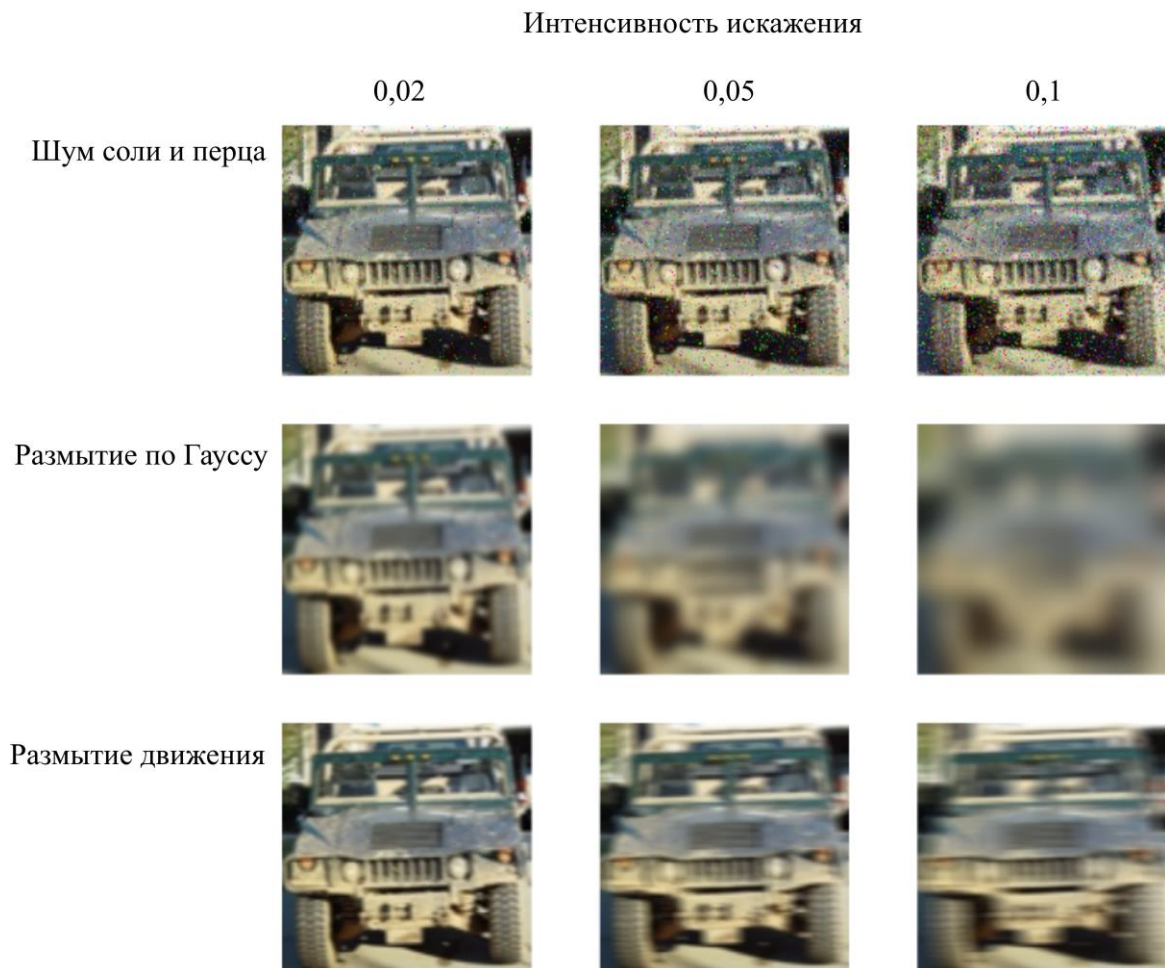 Интенсивность искажения
0,02 0,05 0,1
Шум соли и перца
Размытие по Гауссу
Размытие движения